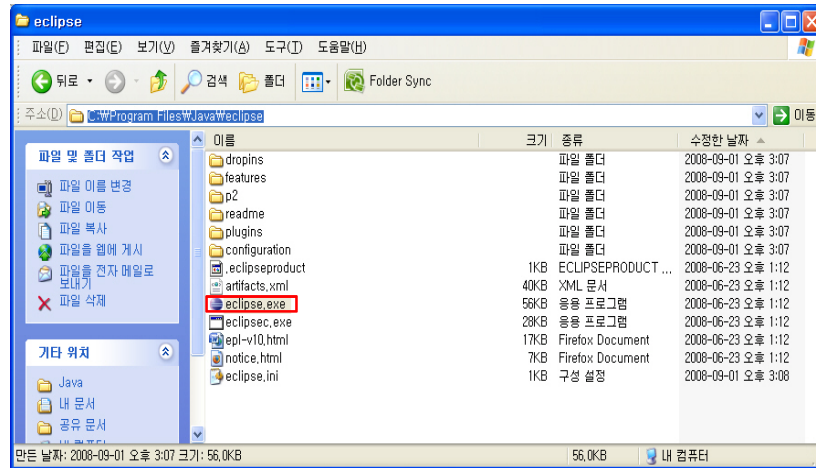 eclipse
파일(F) 편집(E) 보기(V) 즐겨찾기(A) 도구(T) 도움말(H)
뒤로 검색 폴더 Folder Sync
주소(D) C:₩Program Files₩Java₩eclipse 이동
파일 및 폴더 작업
파일 이름 변경
파일 이동
파일 복사
파일을 웹에 게시
파일을 전자 메일로
보내기
파일 삭제
기타 위치
Java
내 문서
공유 문서
이름 크기 종류 수정한 날짜
dropins 파일 폴더 2008-09-01 오후 3:07
features 파일 폴더 2008-09-01 오후 3:07
p2 파일 폴더 2008-09-01 오후 3:07
readme 파일 폴더 2008-09-01 오후 3:07
plugins 파일 폴더 2008-09-01 오후 3:07
configuration 파일 폴더 2008-09-01 오후 3:07
.eclipseproduct 1KB ECLIPSEPRODUCT ... 2008-06-23 오후 1:12
artifacts.xml 40KB XML 문서 2008-06-23 오후 1:12
eclipse.exe 56KB 응용 프로그램 2008-06-23 오후 1:12
eclipsec.exe 28KB 응용 프로그램 2008-06-23 오후 1:12
epl-v10.html 17KB Firefox Document 2008-06-23 오후 1:12
notice.html 7KB Firefox Document 2008-06-23 오후 1:12
eclipse.ini 1KB 구성 설정 2008-09-01 오후 3:08
만든 날짜: 2008-09-01 오후 3:07 크기: 56.0KB 56.0KB 내 컴퓨터